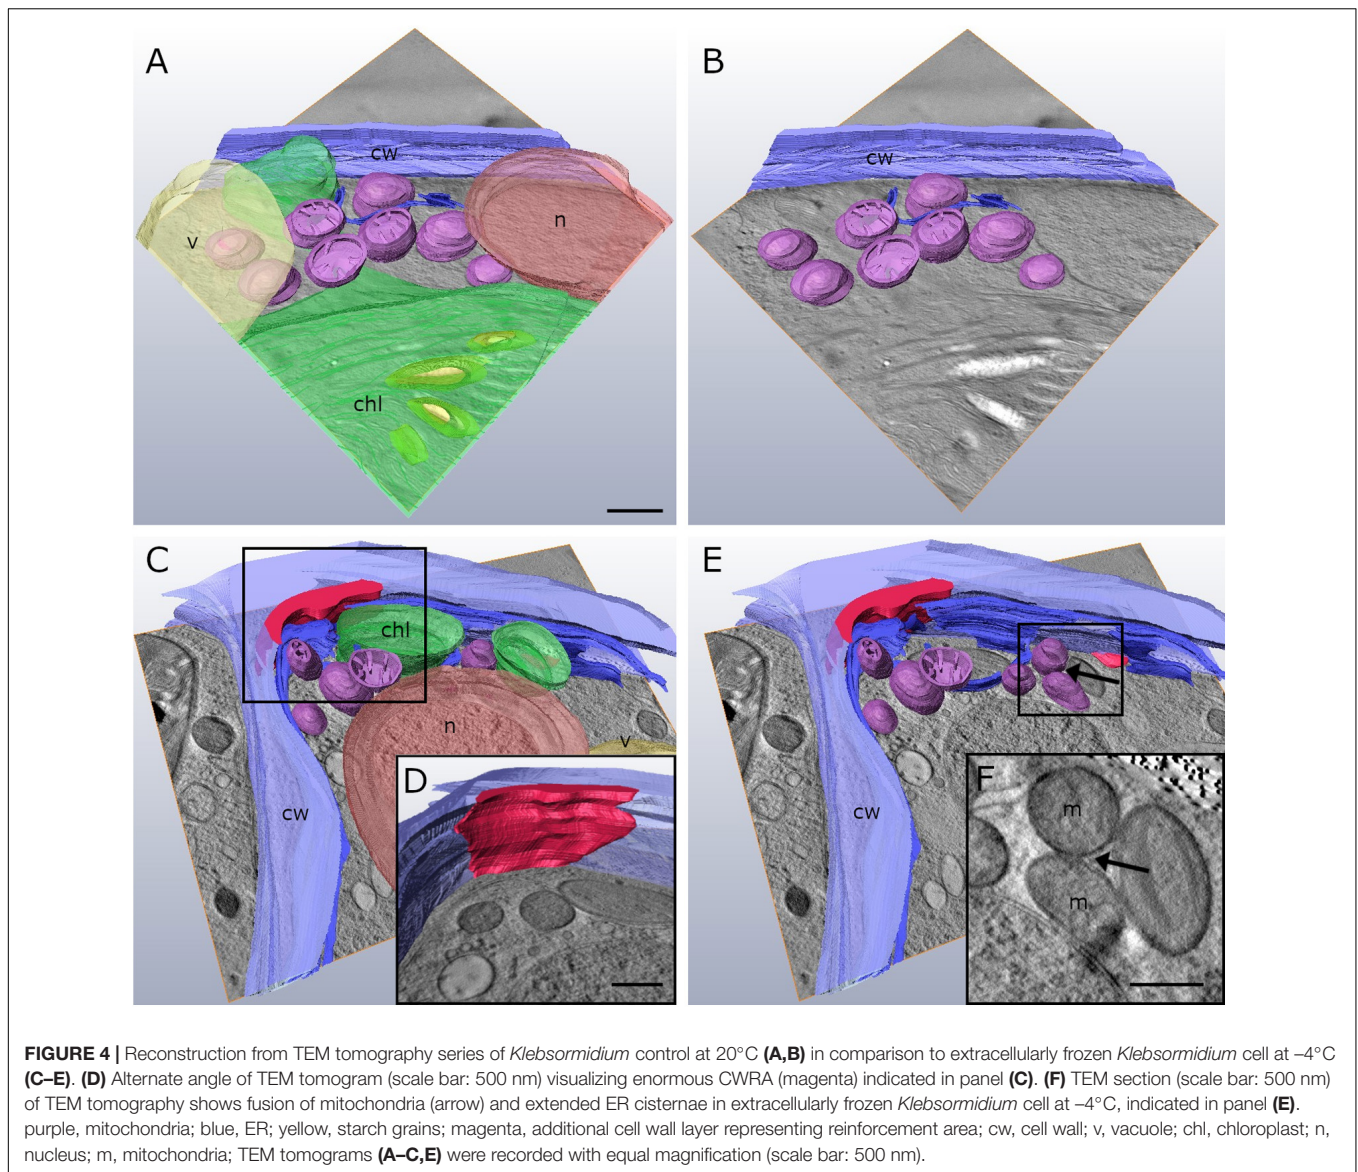 A
B
cw
cw
n
v
chl
C
E
chl
n
v
D
F
m
cw
cw
m
FIGURE 4 | Reconstruction from TEM tomography series of Klebsormidium control at 20°C (A,B) in comparison to extracellularly frozen Klebsormidium cell at –4°C
(C–E). (D) Alternate angle of TEM tomogram (scale bar: 500 nm) visualizing enormous CWRA (magenta) indicated in panel (C). (F) TEM section (scale bar: 500 nm)
of TEM tomography shows fusion of mitochondria (arrow) and extended ER cisternae in extracellularly frozen Klebsormidium cell at –4°C, indicated in panel (E).
purple, mitochondria; blue, ER; yellow, starch grains; magenta, additional cell wall layer representing reinforcement area; cw, cell wall; v, vacuole; chl, chloroplast; n,
nucleus; m, mitochondria; TEM tomograms (A–C,E) were recorded with equal magnification (scale bar: 500 nm).